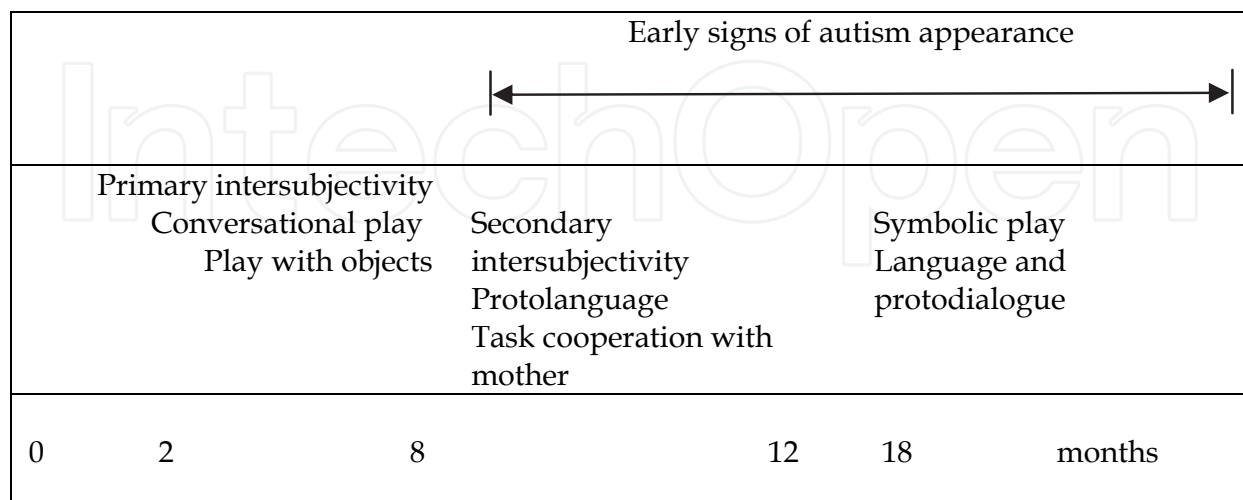 Early signs of autism appearance
IntechOpen
Primary intersubjectivity
Conversational play
Play with objects
Secondary
intersubjectivity
Protolanguage
Task cooperation with
mother
Symbolic play
Language and
protodialogue
0 2 8 12 18 months